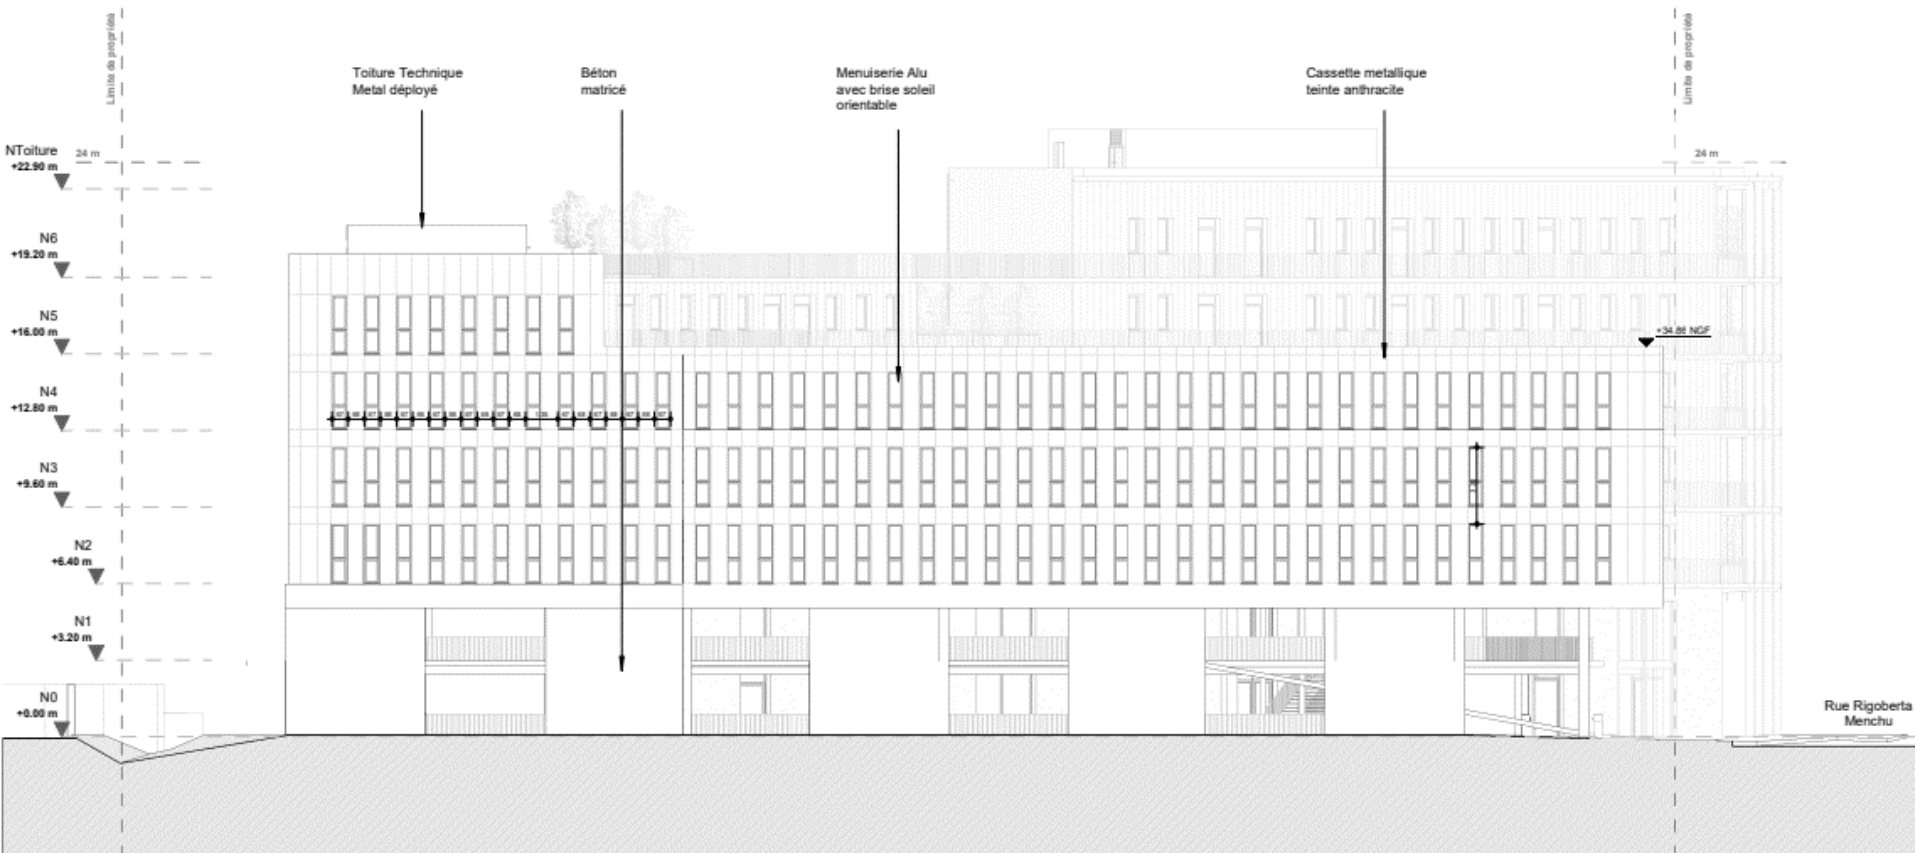 Limite de propriété
Limite de propriété
Toiture Technique
Metal déployé
Béton
matricé
Menuiserie Alu
avec brise soleil
orientable
Cassette metallique
teinte anthracite
NToiture
+22.90 m
24 m
24 m
N6
+19.20 m
N5
+16.00 m
+34.88 NGF
N4
+12.80 m
N3
+9.60 m
N2
+6.40 m
N1
+3.20 m
N0
+0.00 m
Rue Rigoberta
Menchu